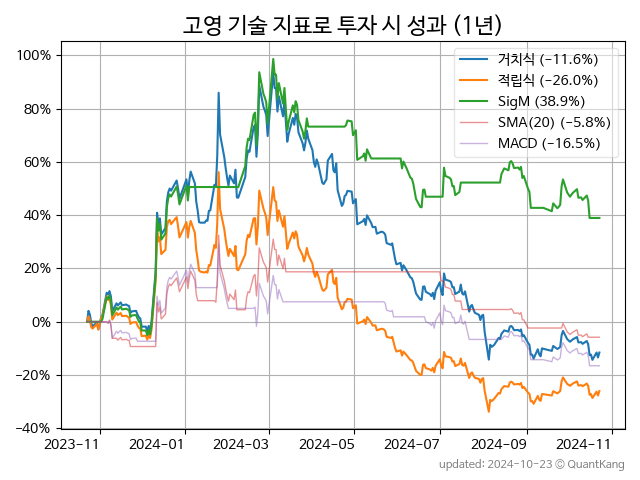 고영 기술 지표로 투자 시 성과 (1년)
100%
80%
60%
40%
20%
0%
−20%
−40%
거치식 (−11.6%)
적립식 (−26.0%)
SigM (38.9%)
SMA(20) (−5.8%)
MACD (−16.5%)
2023-11
2024-01
2024-03
2024-05
2024-07
2024-09
2024-11
updated: 2024-10-23 © QuantKang